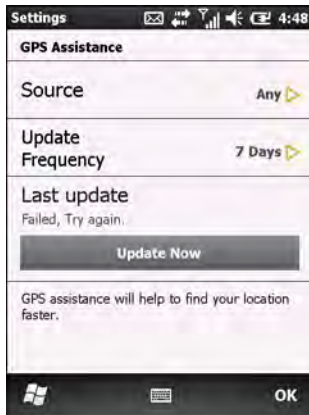 Settings 4:48
GPS Assistance
Source Any
Update
Frequency 7 Days
Last update
Failed, Try again.
Update Now
GPS assistance will help to find your location
faster.
OK